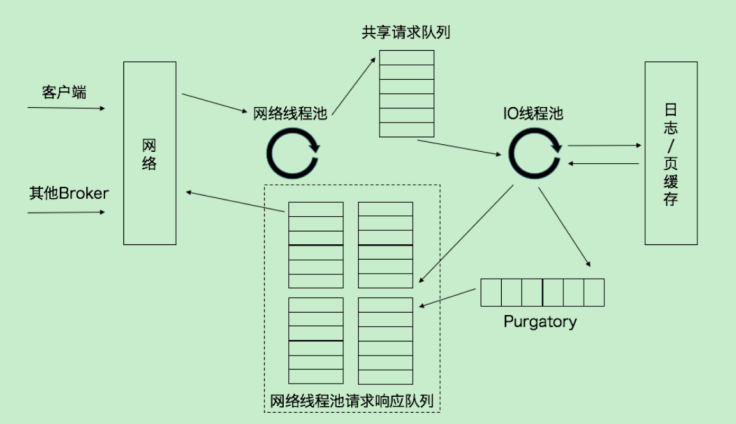 共享请求队列
客户端
网络线程池
IO线程池
网络
日志/页缓存
其他Broker
Purgatory
网络线程池请求响应队列